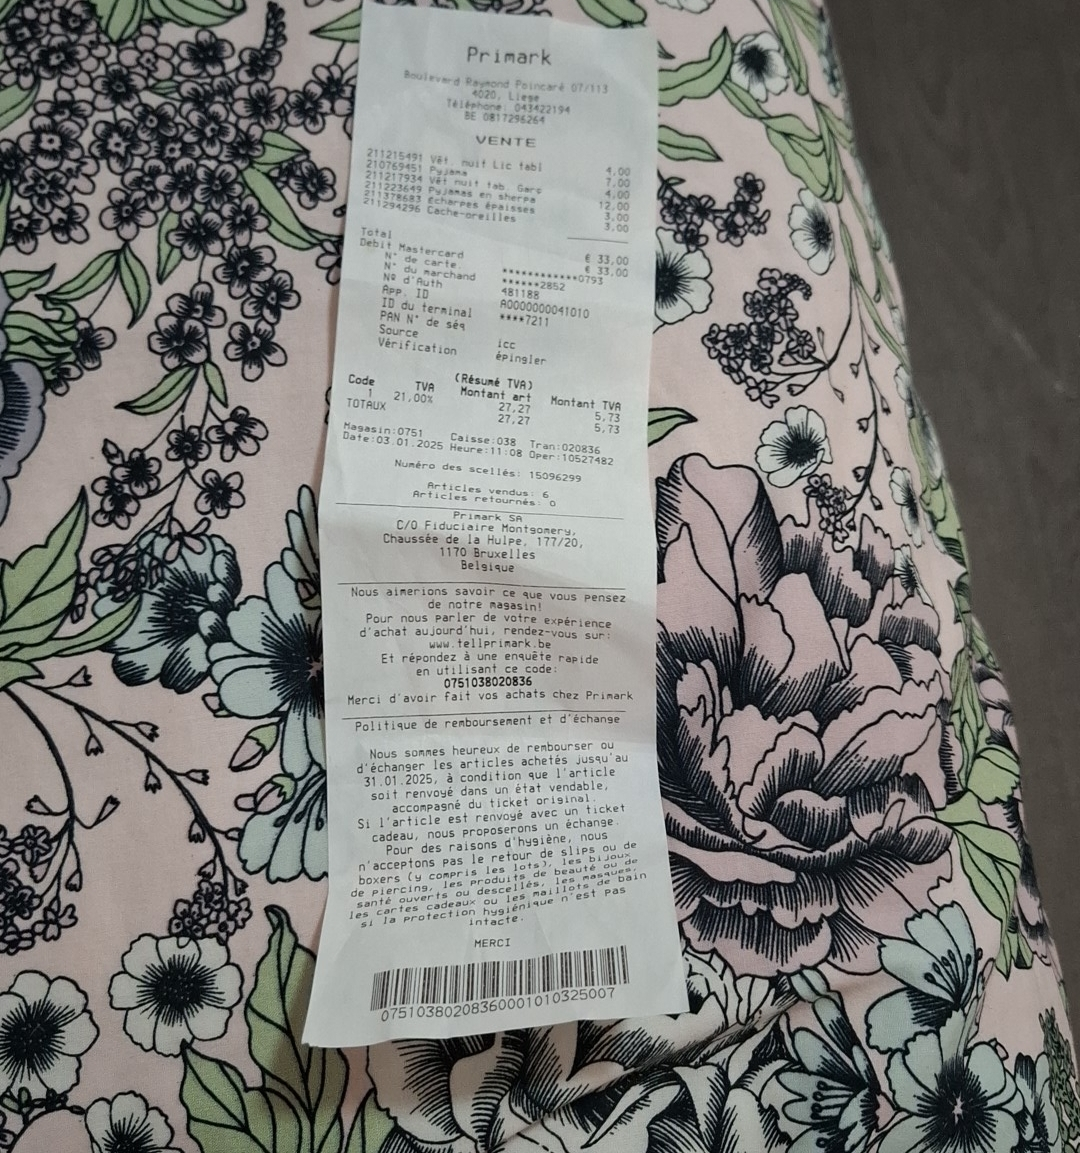 Primark
Boulevard Raymond Poincaré 07/113
4020, Liege
Téléphone: 043422194
BE 0817296264
VENTE
211215491 Vêt. nuit Lic tabl 4,00
210769451 Pyjama 7,00
211217934 Vêt nuit tab. Garç 4,00
211223649 Pyjamas en sherpa 12,00
211378683 Écharpes épaisses 3,00
211294296 Cache-oreilles 3,00
Total € 33,00
Debit Mastercard € 33,00
N° de carte. ************0793
N° du marchand ******2852
Nº d'Auth 481188
App. ID A0000000041010
ID du terminal ****7211
PAN N° de séq
Source icc
Vérification épingler
(Résumé TVA)
Code TVA Montant art Montant TVA
1 21,00% 27,27 5,73
TOTAUX 27,27 5,73
Magasin:0751 Caisse:038 Tran:020836
Date:03.01.2025 Heure:11:08 Oper:10527482
Numéro des scellés: 15096299
Articles vendus: 6
Articles retournés: 0
Primark SA
C/O Fiduciaire Montgomery,
Chaussée de la Hulpe, 177/20,
1170 Bruxelles
Belgique
Nous aimerions savoir ce que vous pensez
de notre magasin!
Pour nous parler de votre expérience
d'achat aujourd'hui, rendez-vous sur:
www.tellprimark.be
Et répondez à une enquête rapide
en utilisant ce code:
0751038020836
Merci d'avoir fait vos achats chez Primark
Politique de remboursement et d'échange
Nous sommes heureux de rembourser ou
d'échanger les articles achetés jusqu'au
31.01.2025, à condition que l'article
soit renvoyé dans un état vendable,
accompagné du ticket original.
Si l'article est renvoyé avec un ticket
cadeau, nous proposerons un échange.
Pour des raisons d'hygiène, nous
n'acceptons pas le retour de slips ou de
boxers (y compris les lots), les bijoux
de piercing, les produits de beauté ou de
santé ouverts ou descellés, les masques,
les cartes cadeaux ou les maillots de bain
si la protection hygiénique n'est pas
intacte.
MERCI
07510380208360001010325007